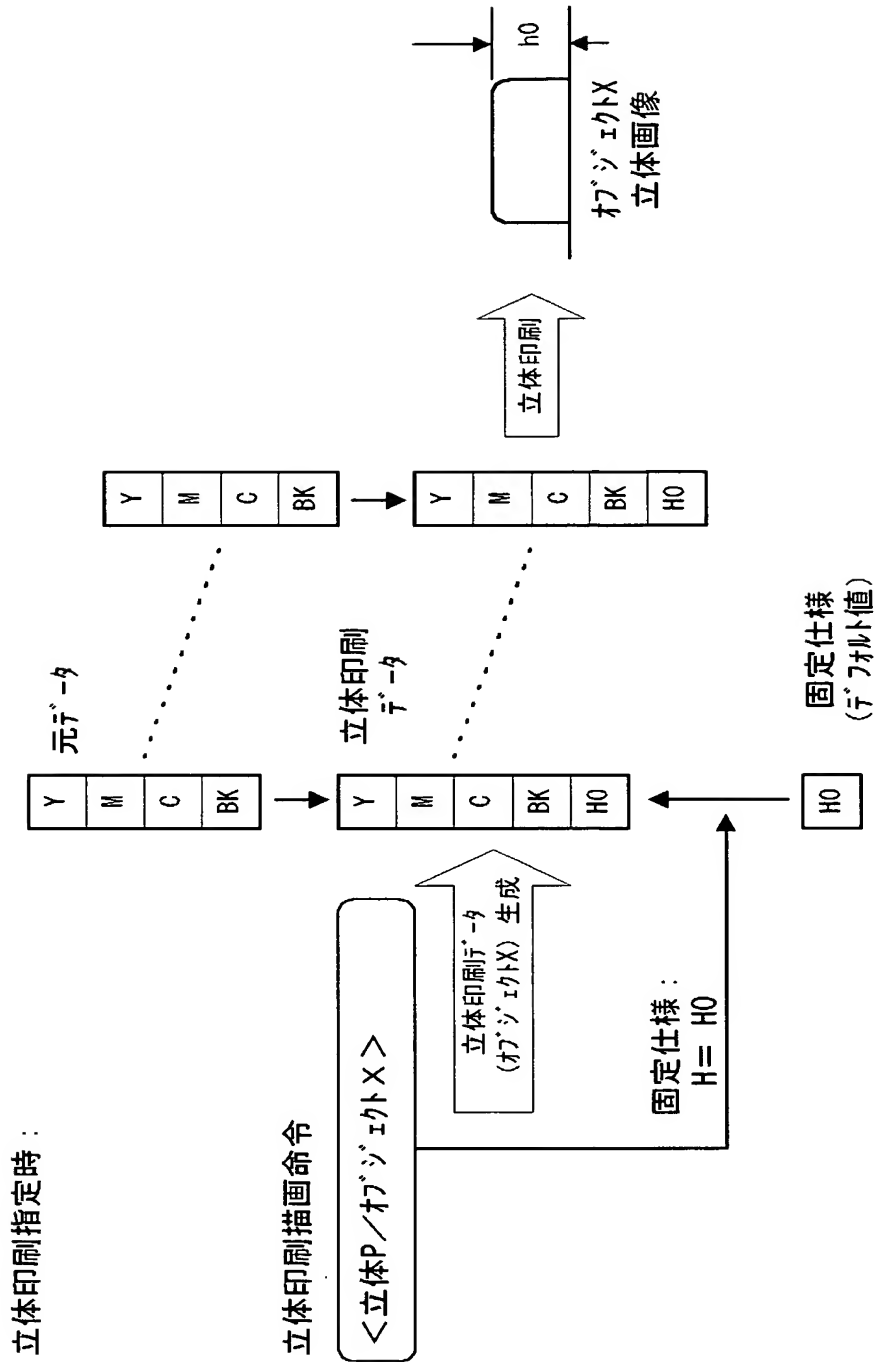 立体印刷指定時：
元ﾃﾞｰﾀ
Y
M
C
BK
Y
M
C
BK
立体印刷描画命令
＜立体P／ｵﾌﾞｼﾞｪｸﾄX＞
立体印刷ﾃﾞｰﾀ
(ｵﾌﾞｼﾞｪｸﾄX) 生成
立体印刷
ﾃﾞｰﾀ
Y
M
C
BK
H0
Y
M
C
BK
H0
立体印刷
h0
ｵﾌﾞｼﾞｪｸﾄX
立体画像
固定仕様：
H＝ H0
H0
固定仕様
(ﾃﾞﾌｫﾙﾄ値)